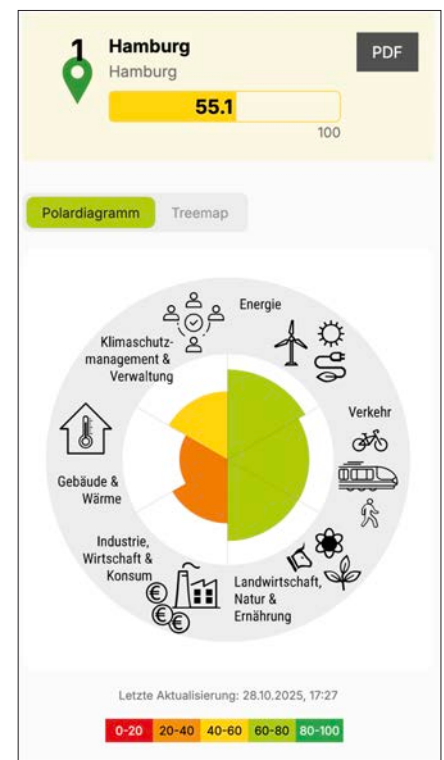 1
Hamburg
Hamburg
PDF
55.1
100
Polardiagramm
Treemap
Energie
Klimaschutz-
management &
Verwaltung
Verkehr
Gebäude &
Wärme
Industrie,
Wirtschaft &
Konsum
€
€
€
Landwirtschaft,
Natur &
Ernährung
Letzte Aktualisierung: 28.10.2025, 17:27
0-20 20-40 40-60 60-80 80-100